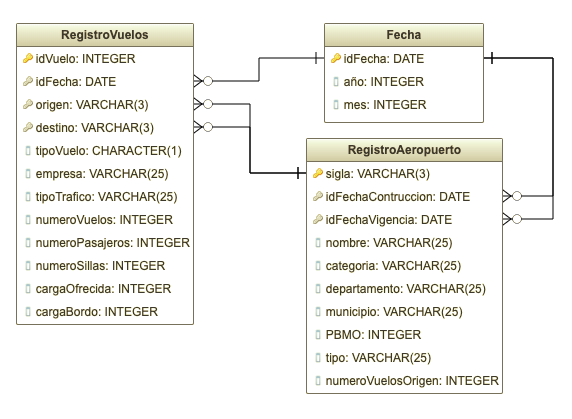 RegistroVuelos
idVuelo: INTEGER
idFecha: DATE
origen: VARCHAR(3)
destino: VARCHAR(3)
tipoVuelo: CHARACTER(1)
empresa: VARCHAR(25)
tipoTrafico: VARCHAR(25)
numeroVuelos: INTEGER
numeroPasajeros: INTEGER
numeroSillas: INTEGER
cargaOfrecida: INTEGER
cargaBordo: INTEGER
Fecha
idFecha: DATE
año: INTEGER
mes: INTEGER
RegistroAeropuerto
sigla: VARCHAR(3)
idFechaContruccion: DATE
idFechaVigencia: DATE
nombre: VARCHAR(25)
categoria: VARCHAR(25)
departamento: VARCHAR(25)
municipio: VARCHAR(25)
PBMO: INTEGER
tipo: VARCHAR(25)
numeroVuelosOrigen: INTEGER